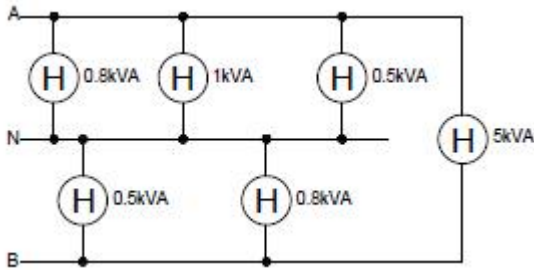 A
H 0.8kVA H 1kVA H 0.5kVA
N
H 5kVA
H 0.5kVA H 0.8kVA
B